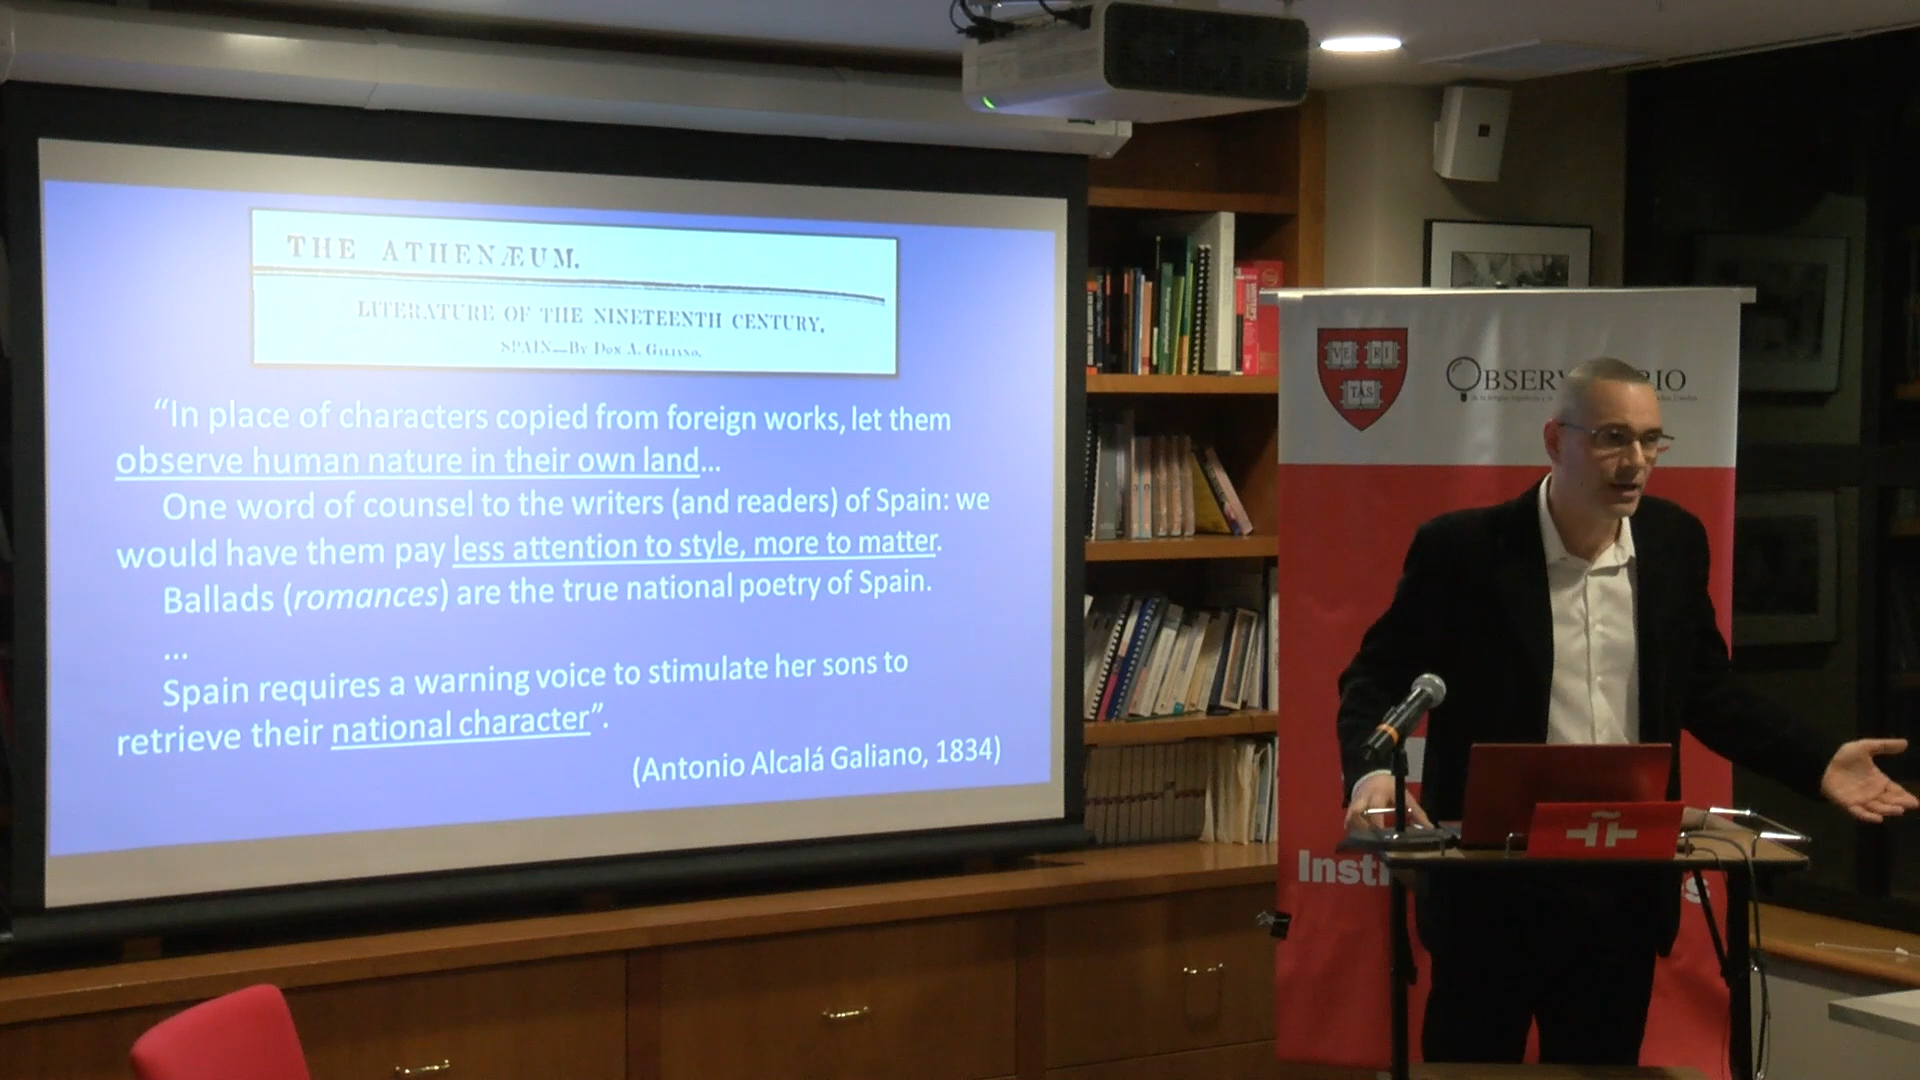 THE ATHENÆUM.
LITERATURE OF THE NINETEENTH CENTURY.
SPAIN—By Don A. Galiano.
“In place of characters copied from foreign works, let them
observe human nature in their own land...
One word of counsel to the writers (and readers) of Spain: we
would have them pay less attention to style, more to matter.
Ballads (romances) are the true national poetry of Spain.
...
Spain requires a warning voice to stimulate her sons to
retrieve their national character”.
(Antonio Alcalá Galiano, 1834)
VE RI
TAS